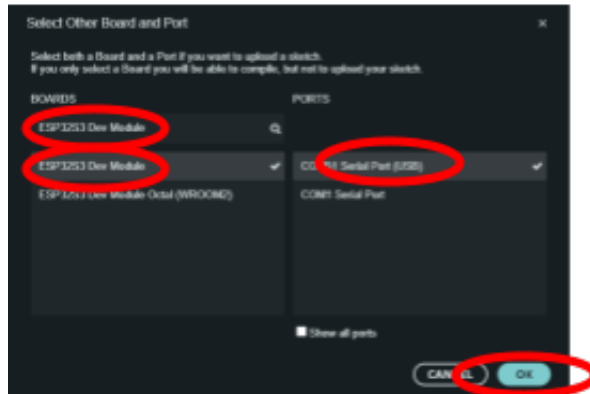 Select Other Board and Port
Select both a Board and a Port if you want to upload a sketch.
If you only select a Board you will be able to compile, but not to upload your sketch.
BOARDS
PORTS
ESP32S3 Dev Module
ESP32S3 Dev Module
Serial Port (USB)
ESP32S3 Dev Module Octal (WROOM2)
COM1 Serial Port
Show all ports
CANCEL
OK